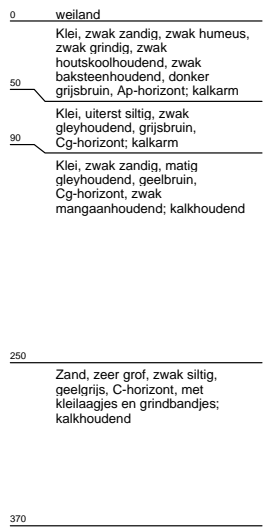 0 weiland
Klei, zwak zandig, zwak humeus,
zwak grindig, zwak
houtskoolhoudend, zwak
baksteenhoudend, donker
grijsbruin, Ap-horizont; kalkarm
50
Klei, uiterst siltig, zwak
gleyhoudend, grijsbruin,
Cg-horizont; kalkarm
90
Klei, zwak zandig, matig
gleyhoudend, geelbruin,
Cg-horizont, zwak
mangaanhoudend; kalkhoudend
250
Zand, zeer grof, zwak siltig,
geelgrijs, C-horizont, met
kleilaagjes en grindbandjes;
kalkhoudend
370